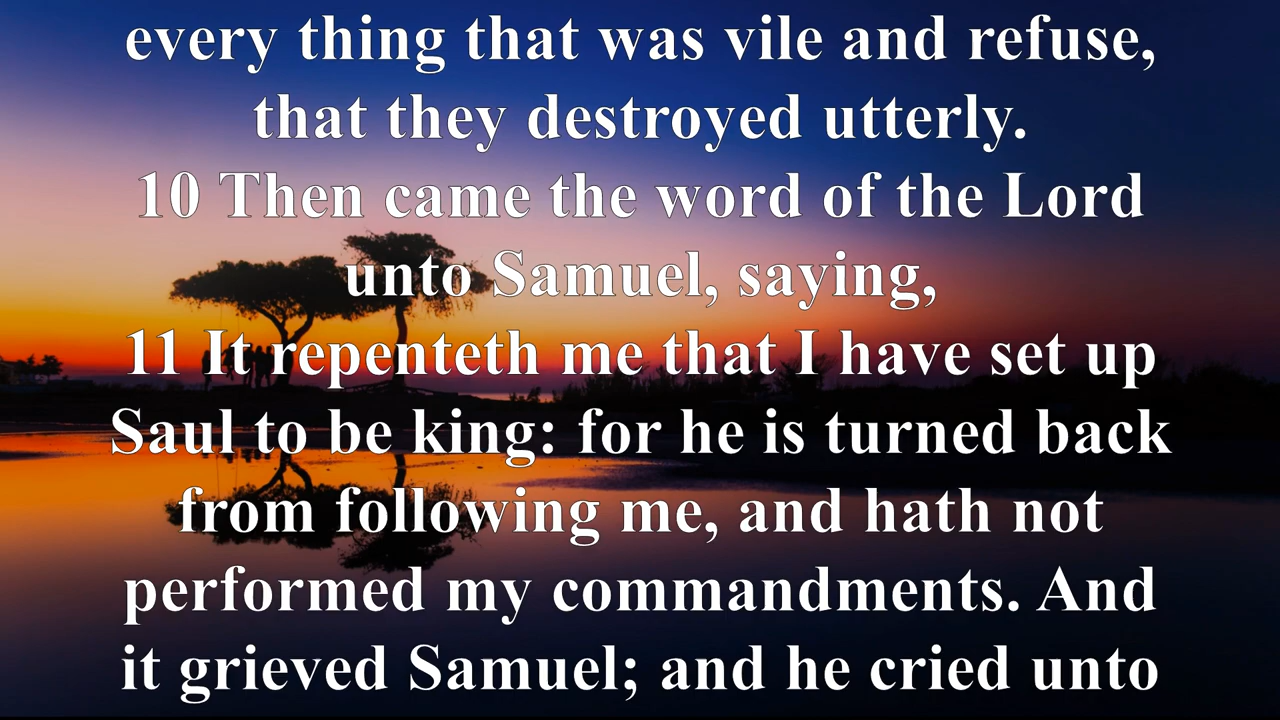 every thing that was vile and refuse,
that they destroyed utterly.
10 Then came the word of the Lord
unto Samuel, saying,
11 It repenteth me that I have set up
Saul to be king: for he is turned back
from following me, and hath not
performed my commandments. And
it grieved Samuel; and he cried unto